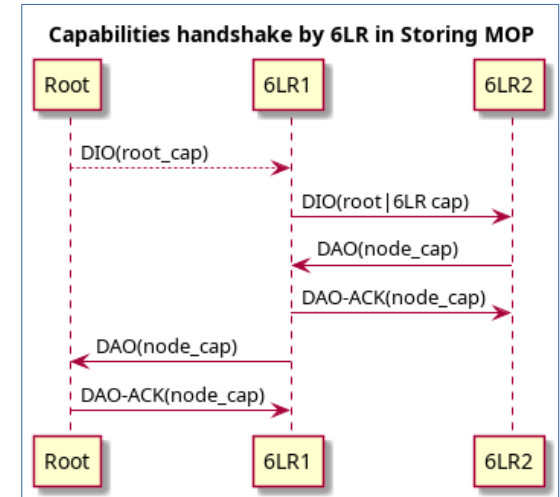 Capabilities handshake by 6LR in Storing MOP
Root 6LR1 6LR2
DIO(root_cap)
DIO(root|6LR cap)
DAO(node_cap)
DAO-ACK(node_cap)
DAO(node_cap)
DAO-ACK(node_cap)
Root 6LR1 6LR2